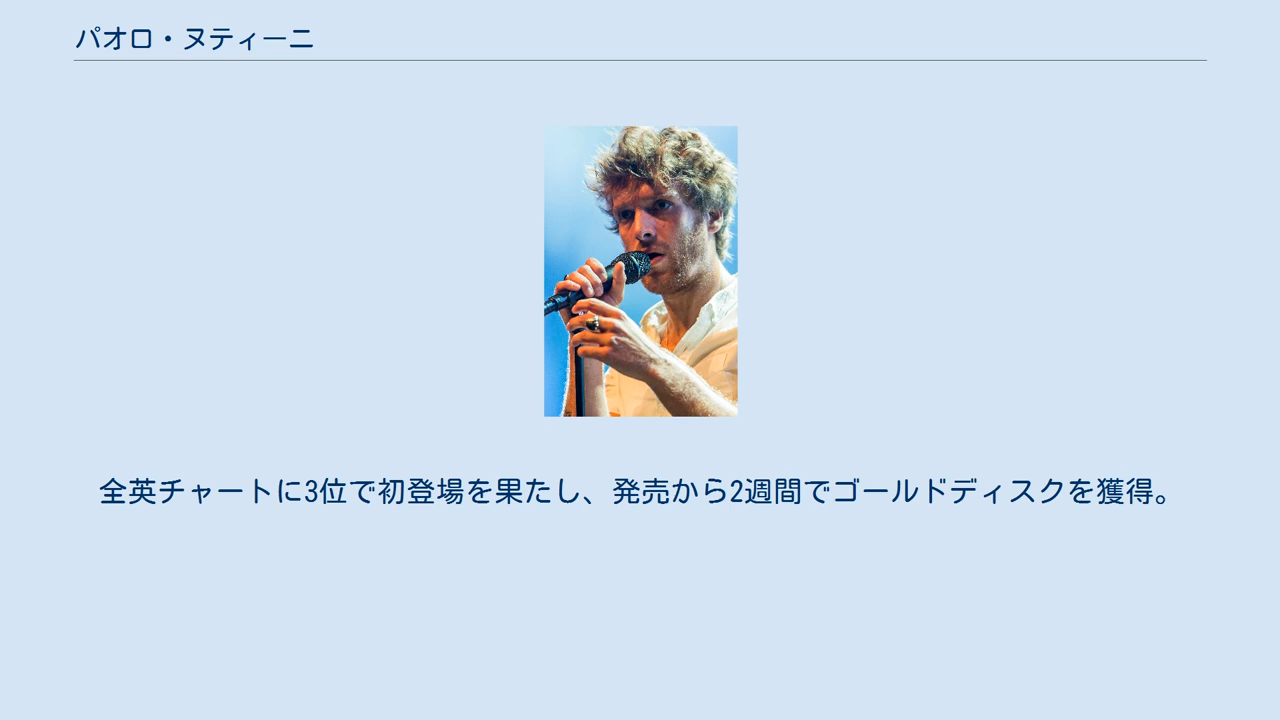 パオロ・ヌティーニ
全英チャートに3位で初登場を果たし、発売から2週間でゴールドディスクを獲得。